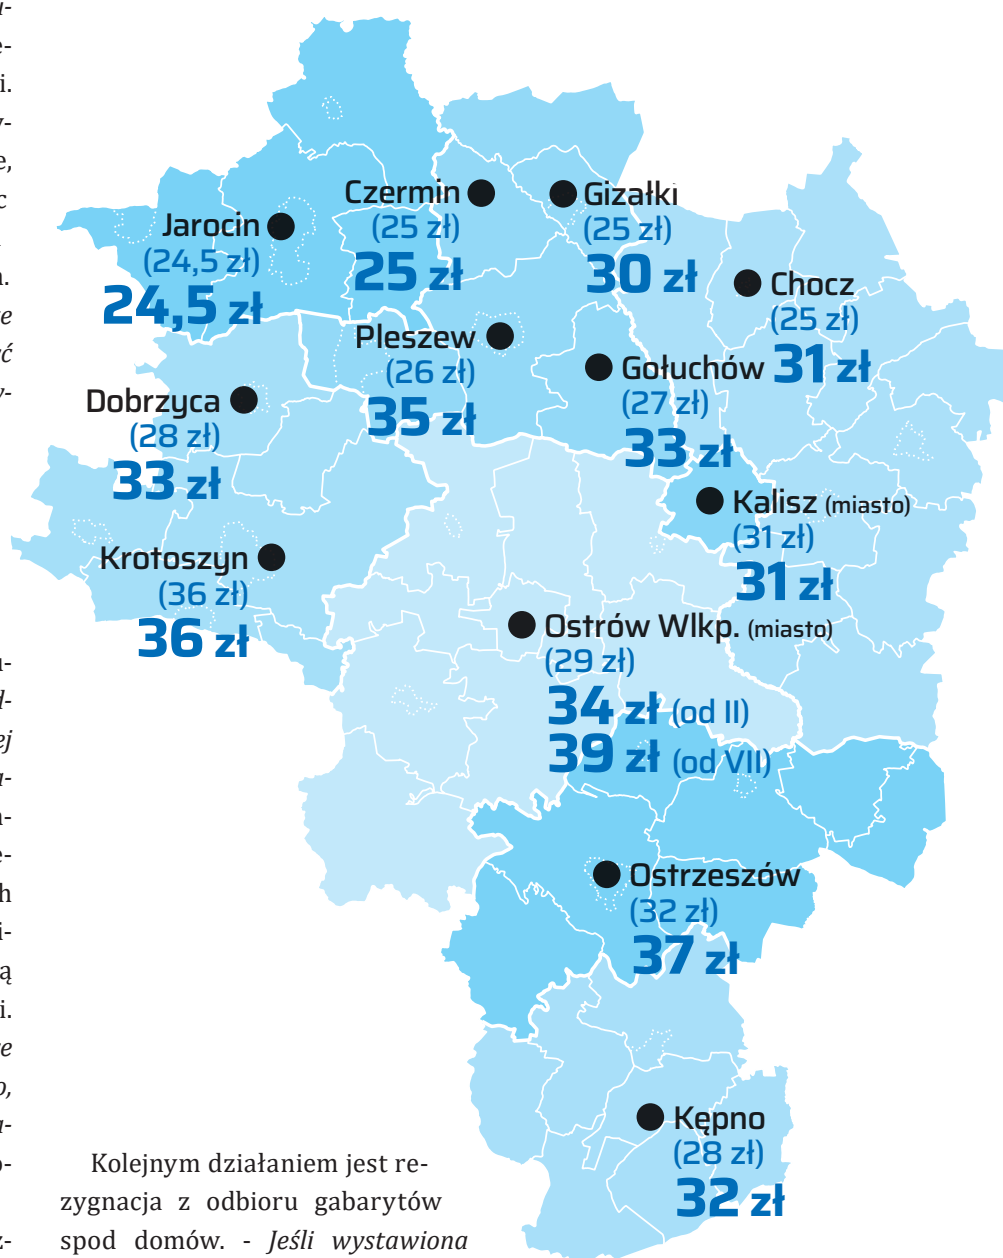 Czermin
(25 zł)
25 zł
Gizałki
(25 zł)
30 zł
Jarocin
(24,5 zł)
24,5 zł
Chocz
(25 zł)
31 zł
Pleszew
(26 zł)
35 zł
Gołuchów
(27 zł)
33 zł
Dobrzyca
(28 zł)
33 zł
Kalisz (miasto)
(31 zł)
31 zł
Krotoszyn
(36 zł)
36 zł
Ostrów Wlkp. (miasto)
(29 zł)
34 zł (od II)
39 zł (od VII)
Ostrzeszów
(32 zł)
37 zł
Kępno
(28 zł)
32 zł
Kolejnym działaniem jest re-
zygnacja z odbioru gabarytów
spod domów. - Jeśli wystawiona